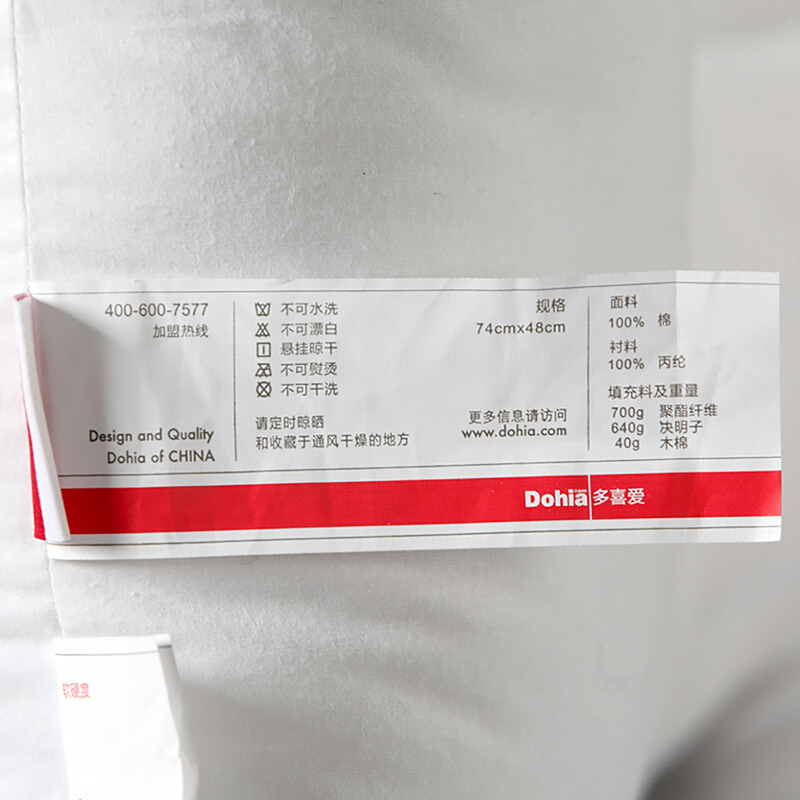 400-600-7577
加盟热线
Design and Quality
Dohia of CHINA
不可水洗
不可漂白
悬挂晾干
不可熨烫
不可干洗
请定时晾晒
和收藏于通风干燥的地方
规格
74cmx48cm
更多信息请访问
www.dohia.com
面料
100% 棉
衬料
100% 丙纶
填充料及重量
700g 聚酯纤维
640g 决明子
40g 木棉
Dohia 多喜爱
软硬度